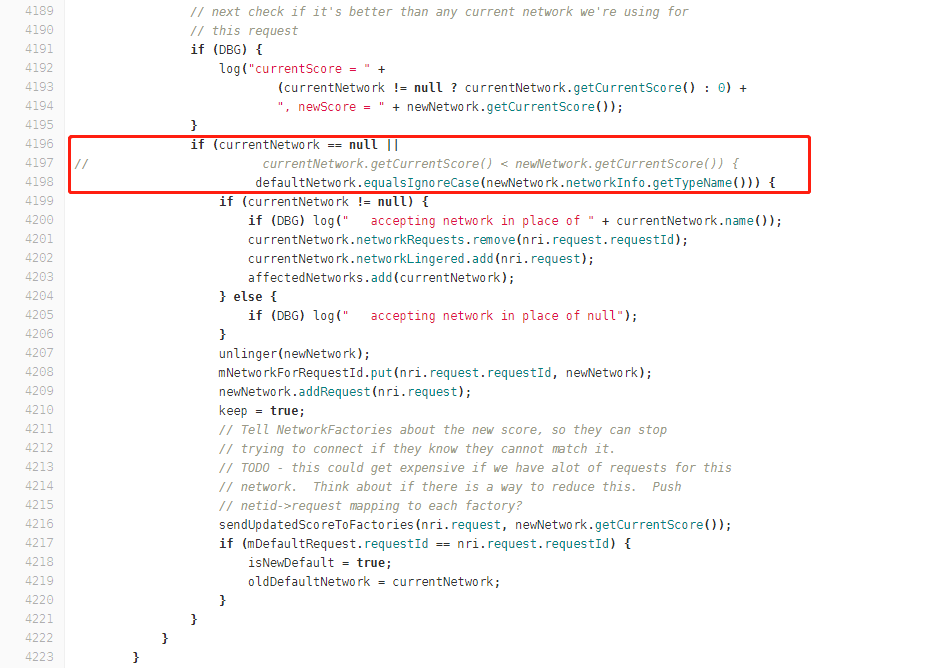 4189 // next check if it's better than any current network we're using for
4190 // this request
4191 if (DBG) {
4192 log("currentScore = " +
4193 (currentNetwork != null ? currentNetwork.getCurrentScore() : 0) +
4194 ", newScore = " + newNetwork.getCurrentScore());
4195 }
4196 if (currentNetwork == null ||
4197 // currentNetwork.getCurrentScore() < newNetwork.getCurrentScore()) {
4198 defaultNetwork.equalsIgnoreCase(newNetwork.networkInfo.getTypeName())) {
4199 if (currentNetwork != null) {
4200 if (DBG) log("   accepting network in place of " + currentNetwork.name());
4201 currentNetwork.networkRequests.remove(nri.request.requestId);
4202 currentNetwork.networkLingered.add(nri.request);
4203 affectedNetworks.add(currentNetwork);
4204 } else {
4205 if (DBG) log("   accepting network in place of null");
4206 }
4207 unlinger(newNetwork);
4208 mNetworkForRequestId.put(nri.request.requestId, newNetwork);
4209 newNetwork.addRequest(nri.request);
4210 keep = true;
4211 // Tell NetworkFactories about the new score, so they can stop
4212 // trying to connect if they know they cannot match it.
4213 // TODO - this could get expensive if we have alot of requests for this
4214 // network.  Think about if there is a way to reduce this.  Push
4215 // netid->request mapping to each factory?
4216 sendUpdatedScoreToFactories(nri.request, newNetwork.getCurrentScore());
4217 if (mDefaultRequest.requestId == nri.request.requestId) {
4218 isNewDefault = true;
4219 oldDefaultNetwork = currentNetwork;
4220 }
4221 }
4222 }
4223 }